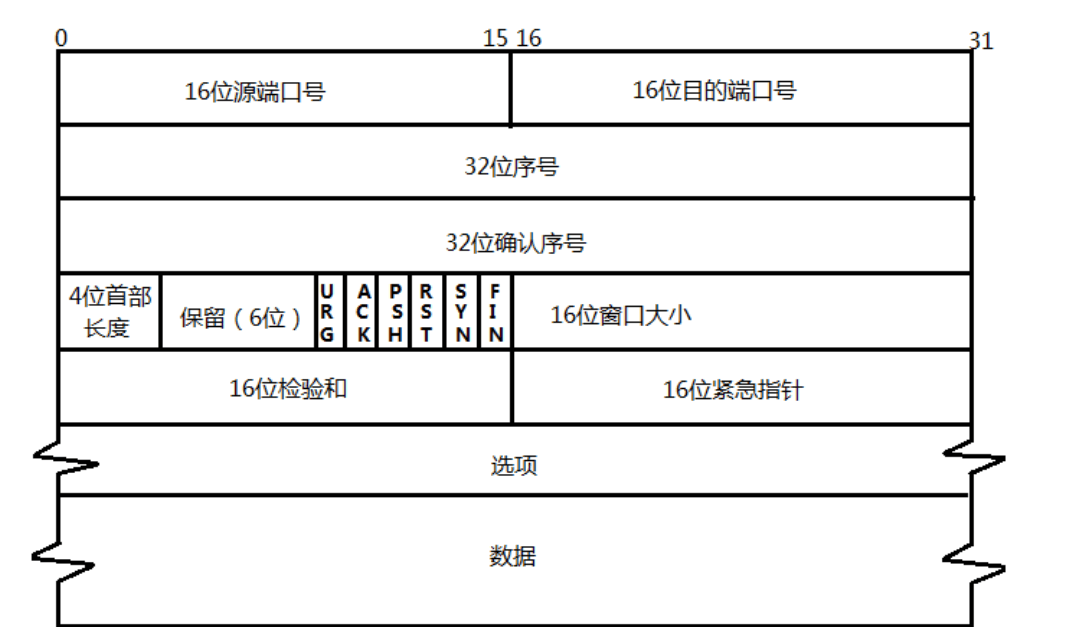 0 15 16 31
16位源端口号 16位目的端口号
32位序号
32位确认序号
4位首部
长度
保留（6位）
URG
ACK
PSH
RST
SYN
FIN
16位窗口大小
16位检验和 16位紧急指针
选项
数据